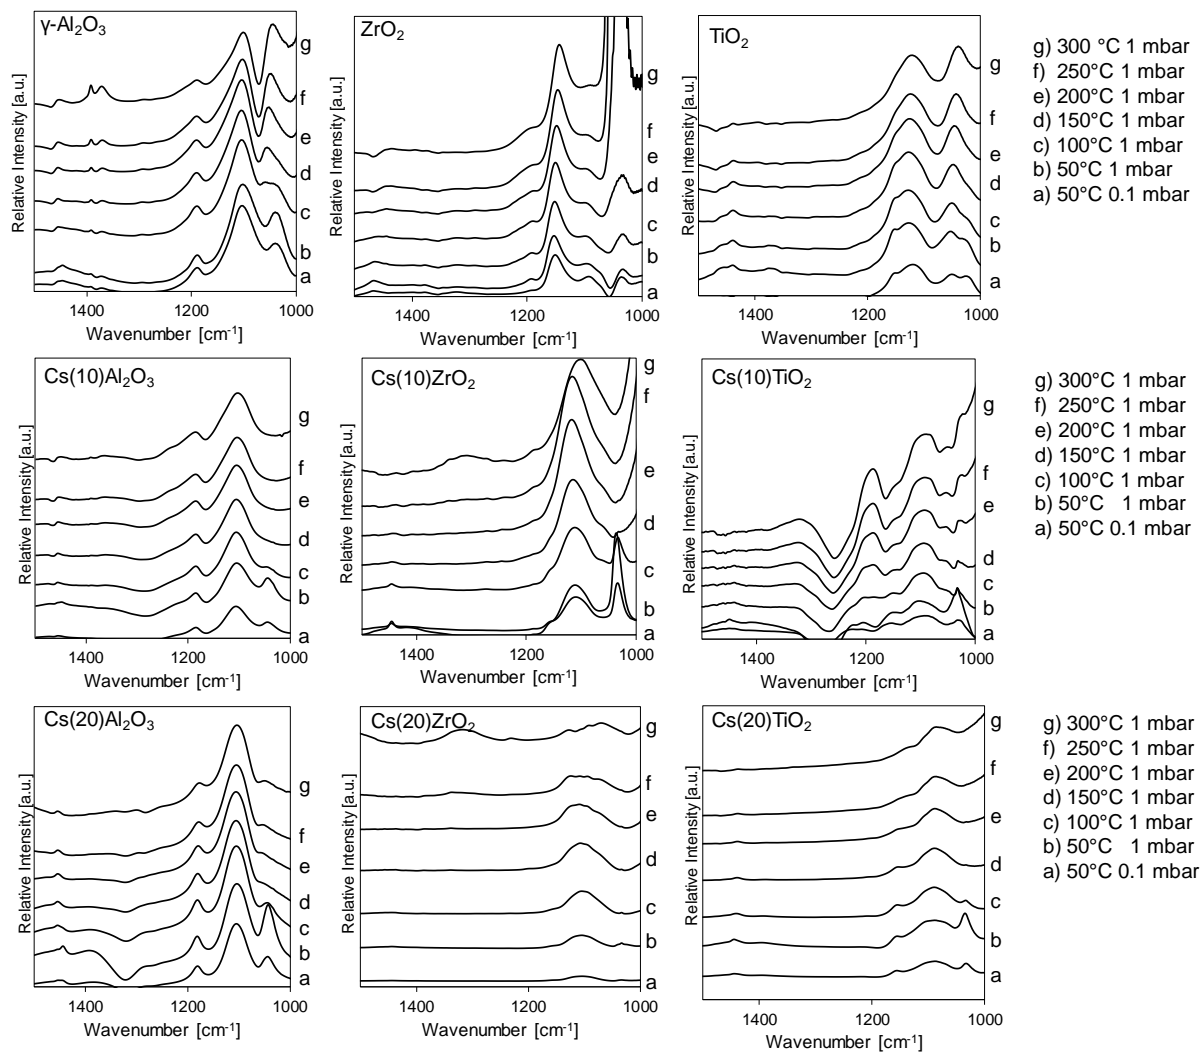 γ-Al2O3
g
f
e
d
c
b
a
Relative Intensity [a.u.]
1400 1200 1000
Wavenumber [cm-1]
ZrO2
g
f
e
d
c
b
a
Relative Intensity [a.u.]
1400 1200 1000
Wavenumber [cm-1]
TiO2
g
f
e
d
c
b
a
Relative Intensity [a.u.]
1400 1200 1000
Wavenumber [cm-1]
g) 300 °C 1 mbar
f) 250°C 1 mbar
e) 200°C 1 mbar
d) 150°C 1 mbar
c) 100°C 1 mbar
b) 50°C 1 mbar
a) 50°C 0.1 mbar
Cs(10)Al2O3
g
f
e
d
c
b
a
Relative Intensity [a.u.]
1400 1200 1000
Wavenumber [cm-1]
Cs(10)ZrO2
g
f
e
d
c
b
a
Relative Intensity [a.u.]
1400 1200 1000
Wavenumber [cm-1]
Cs(10)TiO2
g
f
e
d
c
b
a
Relative Intensity [a.u.]
1400 1200 1000
Wavenumber [cm-1]
g) 300°C 1 mbar
f) 250°C 1 mbar
e) 200°C 1 mbar
d) 150°C 1 mbar
c) 100°C 1 mbar
b) 50°C 1 mbar
a) 50°C 0.1 mbar
Cs(20)Al2O3
g
f
e
d
c
b
a
Relative Intensity [a.u.]
1400 1200 1000
Wavenumber [cm-1]
Cs(20)ZrO2
g
f
e
d
c
b
a
Relative Intensity [a.u.]
1400 1200 1000
Wavenumber [cm-1]
Cs(20)TiO2
g
f
e
d
c
b
a
Relative Intensity [a.u.]
1400 1200 1000
Wavenumber [cm-1]
g) 300°C 1 mbar
f) 250°C 1 mbar
e) 200°C 1 mbar
d) 150°C 1 mbar
c) 100°C 1 mbar
b) 50°C 1 mbar
a) 50°C 0.1 mbar